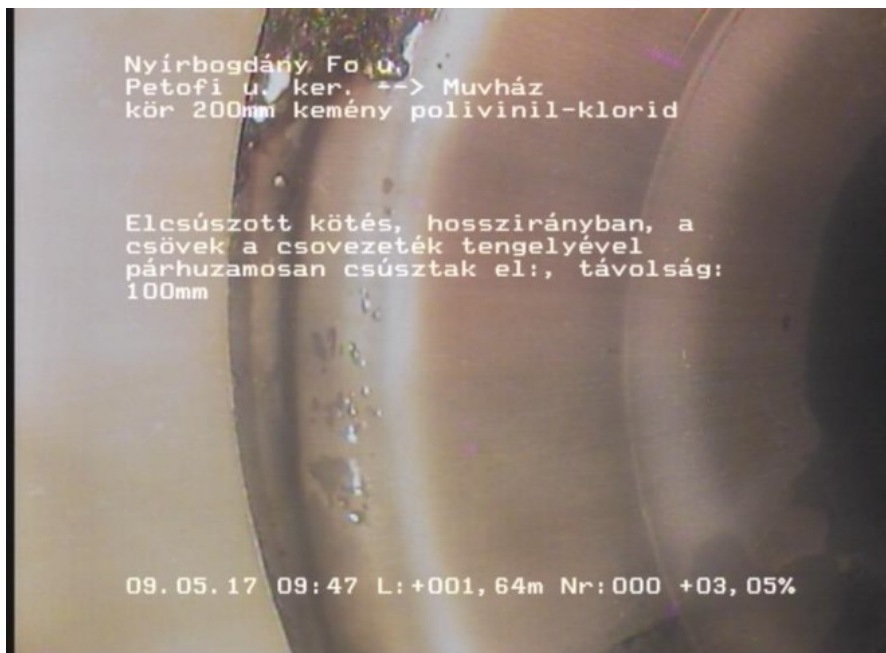 Nyírbogdány Fo u.
Petofi u. ker. --> Muvház
kör 200mm kemény polivinil-klorid
Elcsúszott kötés, hosszirányban, a
csövek a csovezeték tengelyével
párhuzamosan csúsztak el:, távolság:
100mm
09.05.17 09:47 L:+001,64m Nr:000 +03,05%